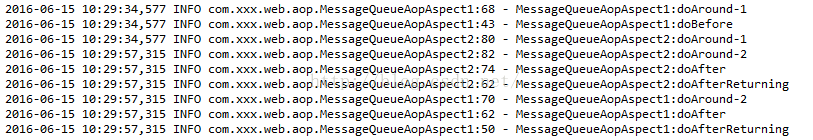 2016-06-15 10:29:34,577 INFO com.xxx.web.aop.MessageQueueAopAspect1:68 - MessageQueueAopAspect1:doAround-1
2016-06-15 10:29:34,577 INFO com.xxx.web.aop.MessageQueueAopAspect1:43 - MessageQueueAopAspect1:doBefore
2016-06-15 10:29:34,577 INFO com.xxx.web.aop.MessageQueueAopAspect2:80 - MessageQueueAopAspect2:doAround-1
2016-06-15 10:29:57,315 INFO com.xxx.web.aop.MessageQueueAopAspect2:82 - MessageQueueAopAspect2:doAround-2
2016-06-15 10:29:57,315 INFO com.xxx.web.aop.MessageQueueAopAspect2:74 - MessageQueueAopAspect2:doAfter
2016-06-15 10:29:57,315 INFO com.xxx.web.aop.MessageQueueAopAspect2:62 - MessageQueueAopAspect2:doAfterReturning
2016-06-15 10:29:57,315 INFO com.xxx.web.aop.MessageQueueAopAspect1:70 - MessageQueueAopAspect1:doAround-2
2016-06-15 10:29:57,315 INFO com.xxx.web.aop.MessageQueueAopAspect1:62 - MessageQueueAopAspect1:doAfter
2016-06-15 10:29:57,315 INFO com.xxx.web.aop.MessageQueueAopAspect1:50 - MessageQueueAopAspect1:doAfterReturning